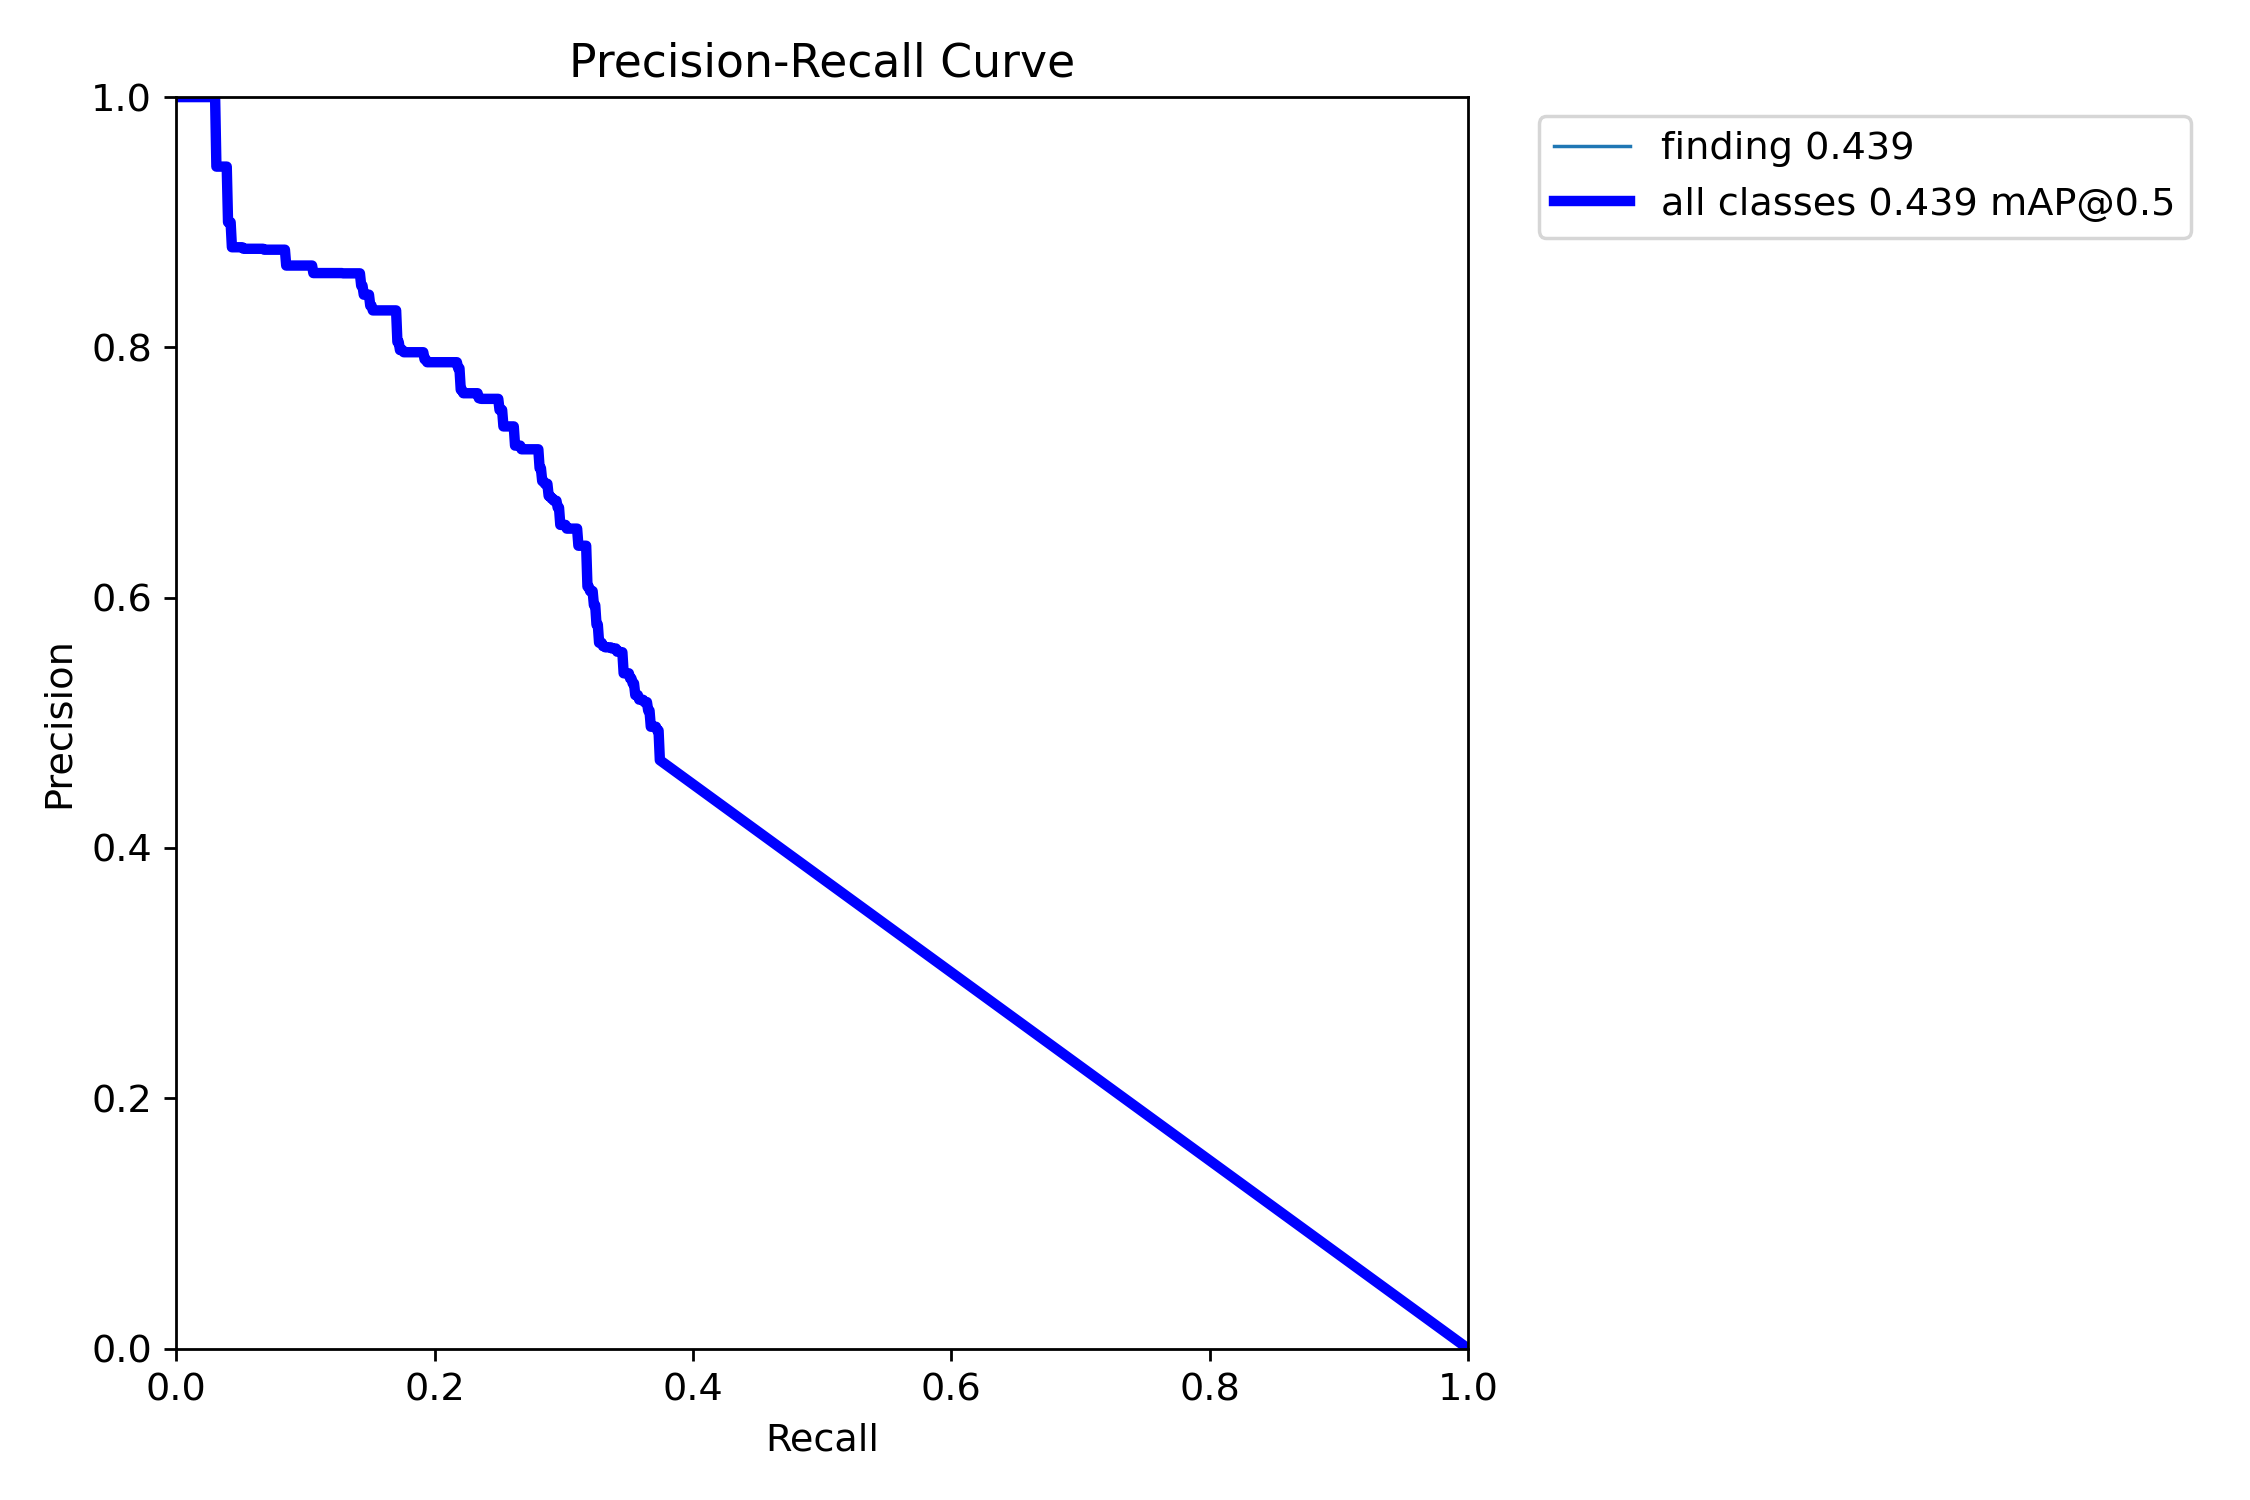 Precision-Recall Curve
1.0
0.8
0.6
0.4
0.2
0.0
Precision
0.0 0.2 0.4 0.6 0.8 1.0
Recall
finding 0.439
all classes 0.439 mAP@0.5